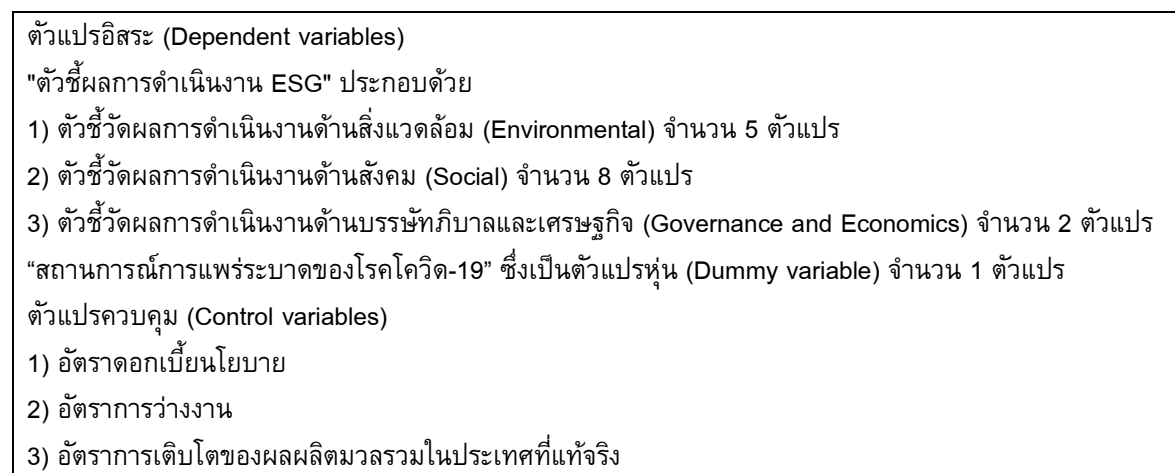 ตัวแปรอิสระ (Dependent variables)
"ตัวชี้ผลการดำเนินงาน ESG" ประกอบด้วย
1) ตัวชี้วัดผลการดำเนินงานด้านสิ่งแวดล้อม (Environmental) จำนวน 5 ตัวแปร
2) ตัวชี้วัดผลการดำเนินงานด้านสังคม (Social) จำนวน 8 ตัวแปร
3) ตัวชี้วัดผลการดำเนินงานด้านบรรษัทภิบาลและเศรษฐกิจ (Governance and Economics) จำนวน 2 ตัวแปร
“สถานการณ์การแพร่ระบาดของโรคโควิด-19” ซึ่งเป็นตัวแปรหุ่น (Dummy variable) จำนวน 1 ตัวแปร
ตัวแปรควบคุม (Control variables)
1) อัตราดอกเบี้ยนโยบาย
2) อัตราการว่างงาน
3) อัตราการเติบโตของผลผลิตมวลรวมในประเทศที่แท้จริง